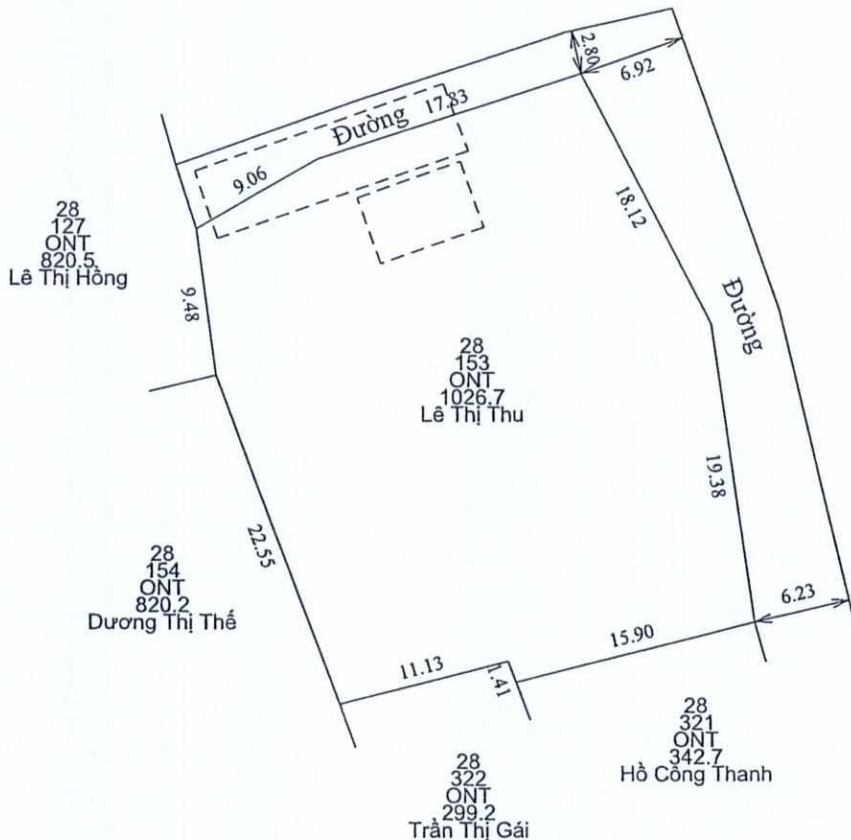 2.80
6.92
Đường 17.83
9.06
18.12
28
127
ONT
820.5
Lê Thị Hồng
9.48
Đường
28
153
ONT
1026.7
Lê Thị Thu
19.38
22.55
28
154
ONT
820.2
Dương Thị Thế
6.23
15.90
11.13
1.41
28
321
ONT
342.7
Hồ Công Thanh
28
322
ONT
299.2
Trần Thị Gái